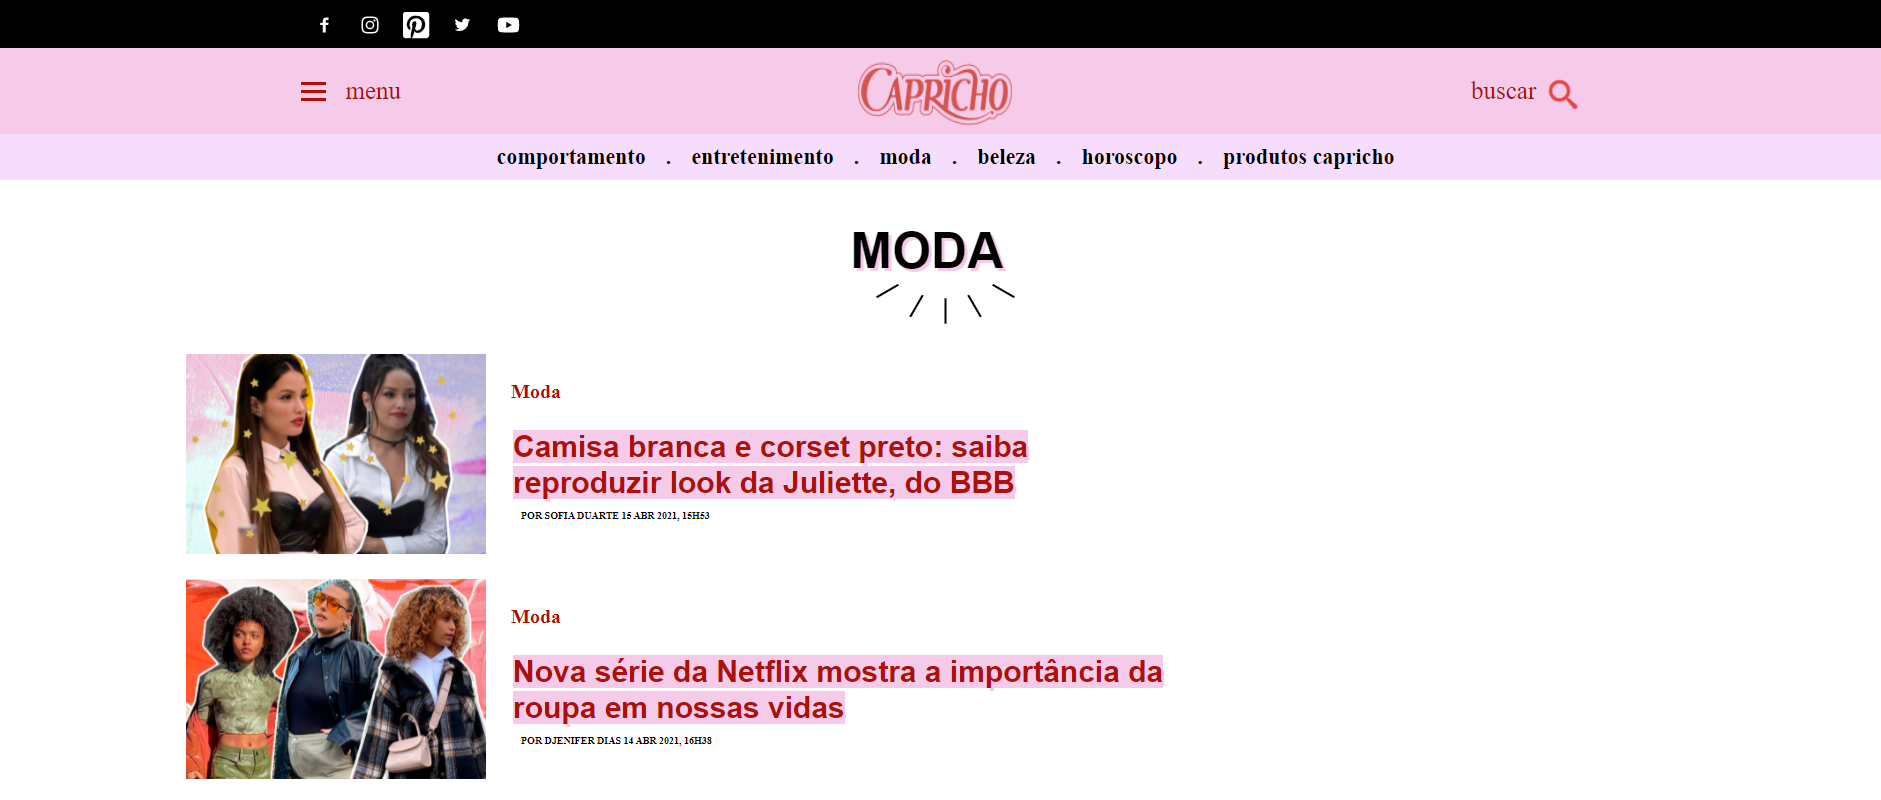 menu
CAPRICHO
buscar
comportamento . entretenimento . moda . beleza . horoscopo . produtos capricho
MODA
Moda
Camisa branca e corset preto: saiba
reproduzir look da Juliette, do BBB
POR SOFIA DUARTE 15 ABR 2021, 15H53
Moda
Nova série da Netflix mostra a importância da
roupa em nossas vidas
POR DJENIFER DIAS 14 ABR 2021, 16H38